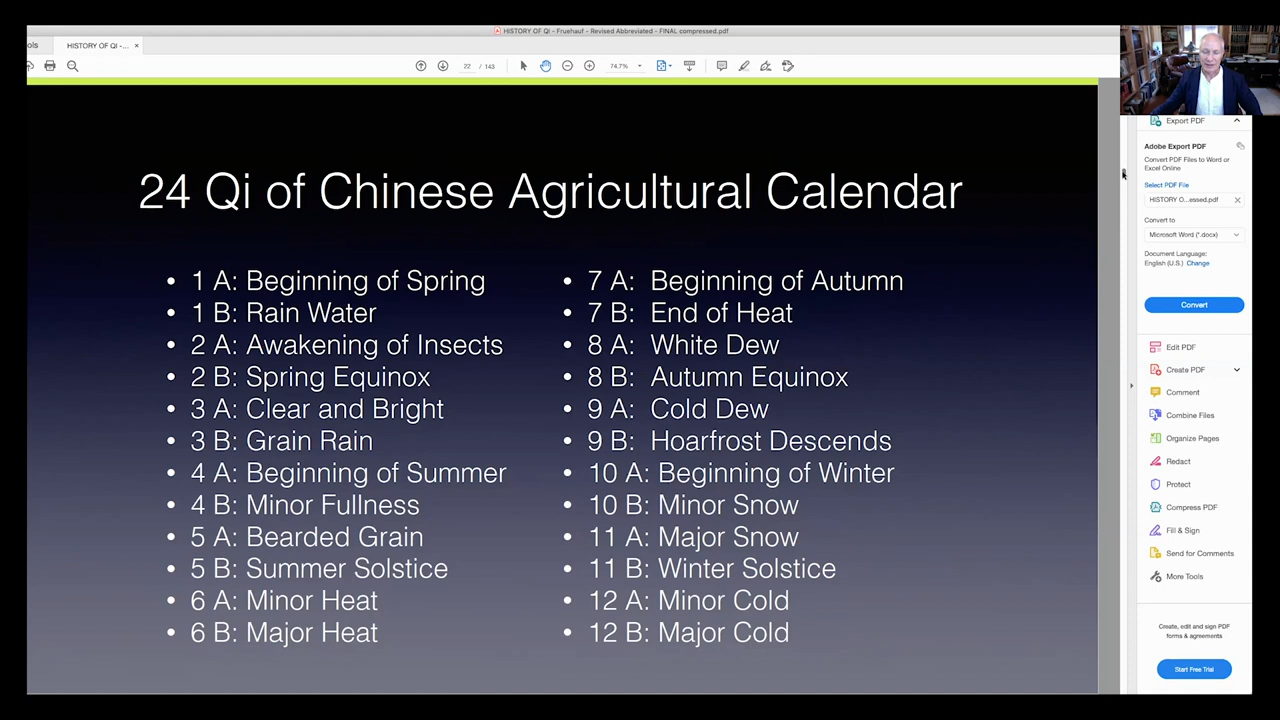 HISTORY OF QI - Fruehauf - Revised Abbreviated - FINAL compressed.pdf
ols
HISTORY OF QI -... ×
22 / 143
74.7%
24 Qi of Chinese Agricultural Calendar
• 1 A: Beginning of Spring
• 1 B: Rain Water
• 2 A: Awakening of Insects
• 2 B: Spring Equinox
• 3 A: Clear and Bright
• 3 B: Grain Rain
• 4 A: Beginning of Summer
• 4 B: Minor Fullness
• 5 A: Bearded Grain
• 5 B: Summer Solstice
• 6 A: Minor Heat
• 6 B: Major Heat
• 7 A: Beginning of Autumn
• 7 B: End of Heat
• 8 A: White Dew
• 8 B: Autumn Equinox
• 9 A: Cold Dew
• 9 B: Hoarfrost Descends
• 10 A: Beginning of Winter
• 10 B: Minor Snow
• 11 A: Major Snow
• 11 B: Winter Solstice
• 12 A: Minor Cold
• 12 B: Major Cold
Export PDF
Adobe Export PDF
Convert PDF Files to Word or
Excel Online
Select PDF File
HISTORY O...essed.pdf
Convert to
Microsoft Word (*.docx)
Document Language:
English (U.S.) Change
Convert
Edit PDF
Create PDF
Comment
Combine Files
Organize Pages
Redact
Protect
Compress PDF
Fill & Sign
Send for Comments
More Tools
Create, edit and sign PDF
forms & agreements
Start Free Trial